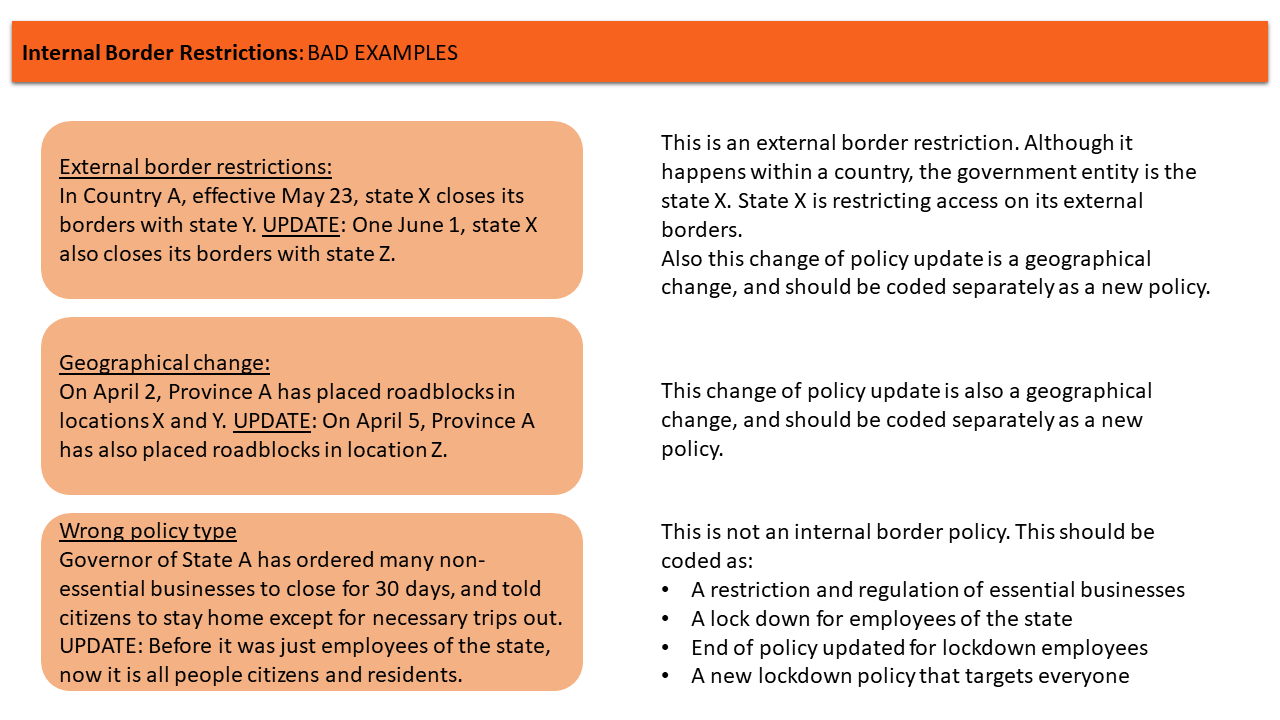 Internal Border Restrictions: BAD EXAMPLES
External border restrictions:
In Country A, effective May 23, state X closes its
borders with state Y. UPDATE: One June 1, state X
also closes its borders with state Z.
This is an external border restriction. Although it
happens within a country, the government entity is the
state X. State X is restricting access on its external
borders.
Also this change of policy update is a geographical
change, and should be coded separately as a new policy.
Geographical change:
On April 2, Province A has placed roadblocks in
locations X and Y. UPDATE: On April 5, Province A
has also placed roadblocks in location Z.
This change of policy update is also a geographical
change, and should be coded separately as a new
policy.
Wrong policy type
Governor of State A has ordered many non-
essential businesses to close for 30 days, and told
citizens to stay home except for necessary trips out.
UPDATE: Before it was just employees of the state,
now it is all people citizens and residents.
This is not an internal border policy. This should be
coded as:
• A restriction and regulation of essential businesses
• A lock down for employees of the state
• End of policy updated for lockdown employees
• A new lockdown policy that targets everyone